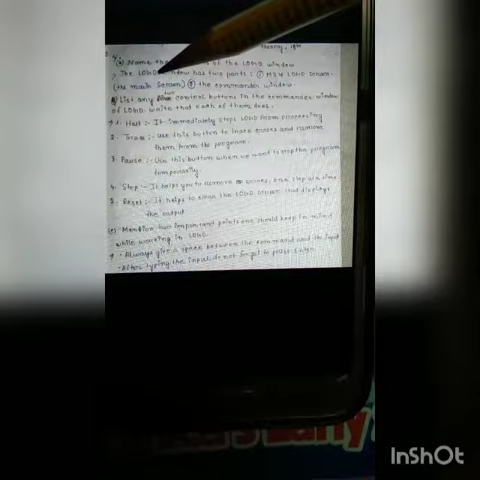 (a) Name the of the LOGO window
The LOGO window has two parts: ① MSW LOGO screen
(the main screen) ② the commander window.
List any five control buttons in the commander window
of LOGO. Write what each of them does.
1. Halt :- It immediately stops LOGO from processing
2. Trace :- use this button to trace errors and remove
them from the program.
3. Pause :- Use this button when we want to stop the program
temporarily.
4. Step :- It helps you to remove errors, one step at a time
5. Reset :- It helps to clear the LOGO screen that displays
the output
(c) Mention two important points one should keep in mind
while working in LOGO.
• Always give a space between the command and the input
• After typing the input, do not forget to press Enter.
InShOt